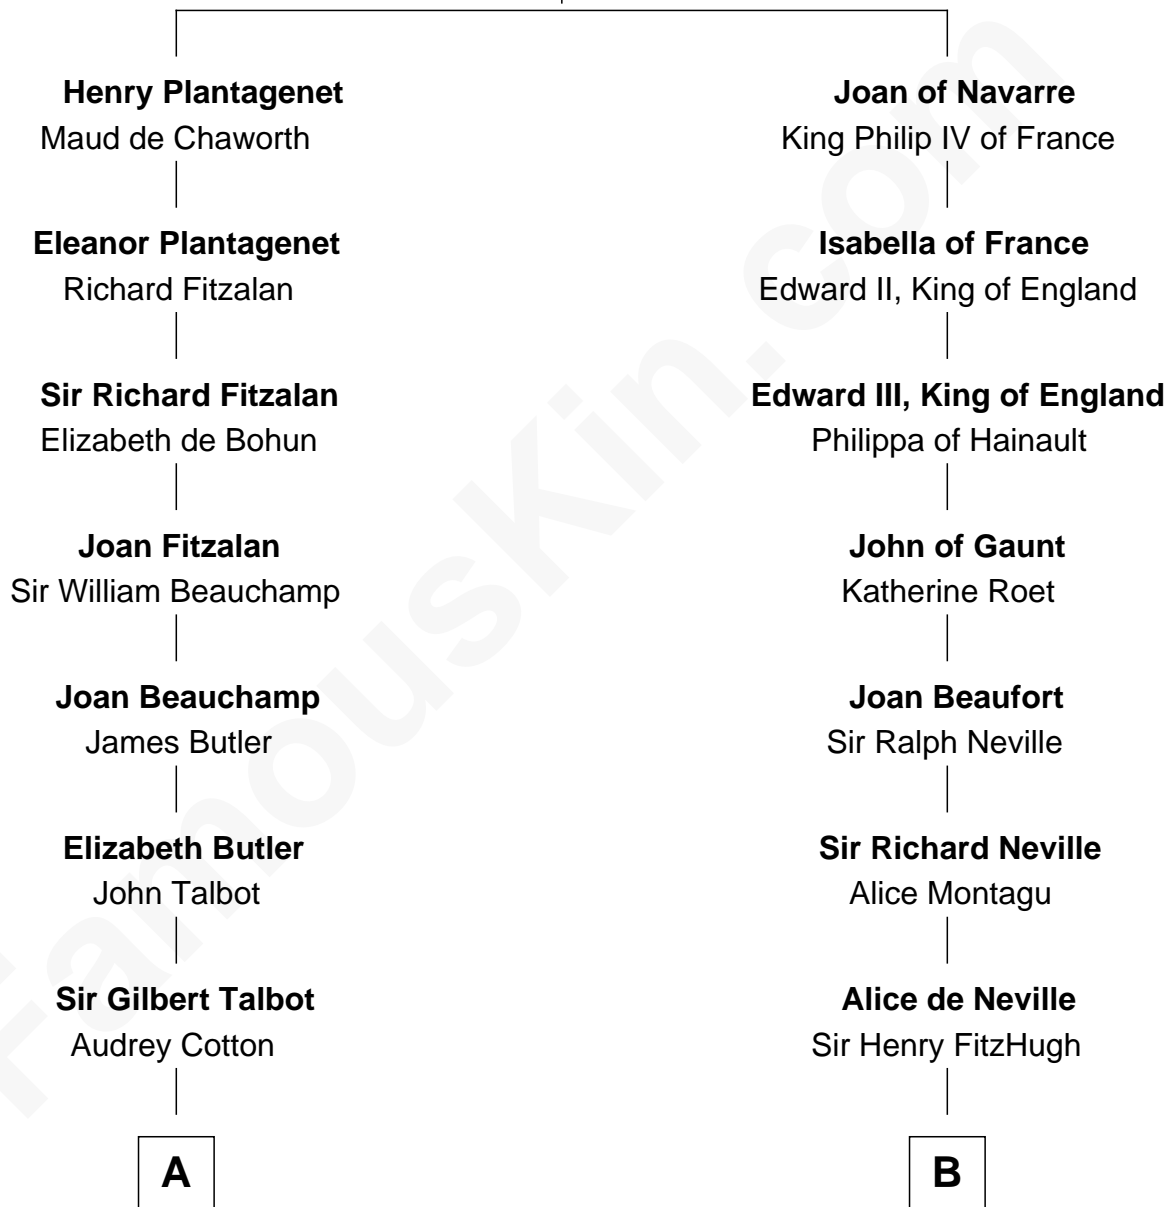 Henry Plantagenet
Maud de Chaworth
Eleanor Plantagenet
Richard Fitzalan
Sir Richard Fitzalan
Elizabeth de Bohun
Joan Fitzalan
Sir William Beauchamp
Joan Beauchamp
James Butler
Elizabeth Butler
John Talbot
Sir Gilbert Talbot
Audrey Cotton
A
Joan of Navarre
King Philip IV of France
Isabella of France
Edward II, King of England
Edward III, King of England
Philippa of Hainault
John of Gaunt
Katherine Roet
Joan Beaufort
Sir Ralph Neville
Sir Richard Neville
Alice Montagu
Alice de Neville
Sir Henry FitzHugh
B
FamousKin.com